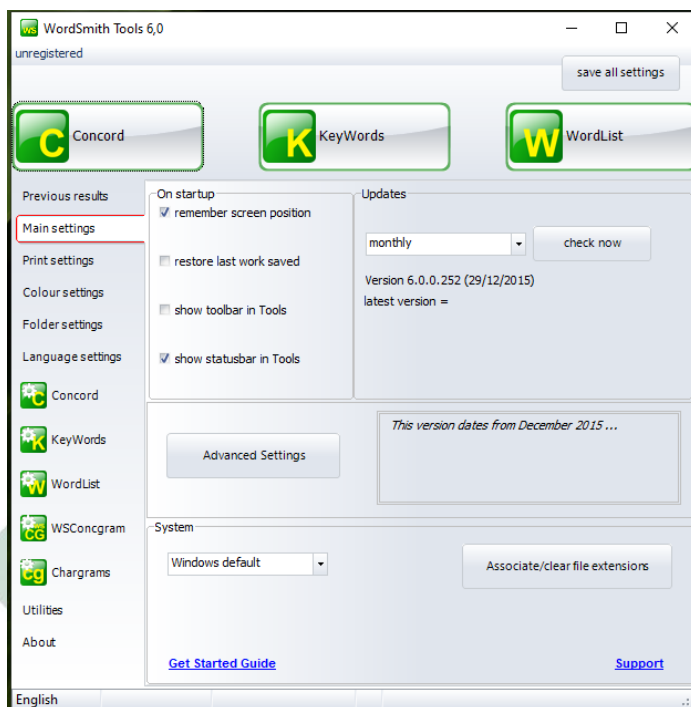 WS WordSmith Tools 6,0
unregistered
save all settings
C Concord
K KeyWords
W WordList
Previous results
Main settings
Print settings
Colour settings
Folder settings
Language settings
C Concord
K KeyWords
W WordList
WS CG WSConcgram
cg Chargrams
Utilities
About
On startup
remember screen position
restore last work saved
show toolbar in Tools
show statusbar in Tools
Updates
monthly
check now
Version 6.0.0.252 (29/12/2015)
latest version =
Advanced Settings
This version dates from December 2015 ...
System
Windows default
Associate/clear file extensions
Get Started Guide
Support
English